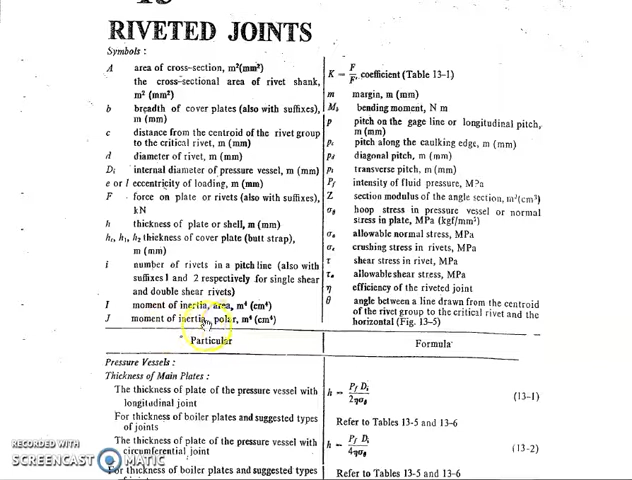 RIVETED JOINTS
Symbols :
A area of cross-section, m²(mm²)
the cross-sectional area of rivet shank,
m² (mm²)
b breadth of cover plates (also with suffixes),
m (mm)
c distance from the centroid of the rivet group
to the critical rivet, m (mm)
d diameter of rivet, m (mm)
Di internal diameter of pressure vessel, m (mm)
e or l eccentricity of loading, m (mm)
F force on plate or rivets (also with suffixes),
kN
h thickness of plate or shell, m (mm)
h1, h2 thickness of cover plate (butt strap),
m (mm)
i number of rivets in a pitch line (also with
suffixes 1 and 2 respectively for single shear
and double shear rivets)
I moment of inertia, area, m⁴ (cm⁴)
J moment of inertia, polar, m⁴ (cm⁴)
K = F/F' coefficient (Table 13-1)
m margin, m (mm)
Mb bending moment, N m
p pitch on the gage line or longitudinal pitch,
m (mm)
pc pitch along the caulking edge, m (mm)
pd diagonal pitch, m (mm)
pt transverse pitch, m (mm)
Pf intensity of fluid pressure, MPa
Z section modulus of the angle section, m³(cm³)
σθ hoop stress in pressure vessel or normal
stress in plate, MPa (kgf/mm²)
σa allowable normal stress, MPa
σc crushing stress in rivets, MPa
τ shear stress in rivet, MPa
τa allowable shear stress, MPa
η efficiency of the riveted joint
θ angle between a line drawn from the centroid
of the rivet group to the critical rivet and the
horizontal (Fig. 13-5)
Particular Formula
Pressure Vessels :
Thickness of Main Plates :
The thickness of plate of the pressure vessel with
longitudinal joint
h = Pf Di / 2ησθ (13-1)
For thickness of boiler plates and suggested types
of joints
Refer to Tables 13-5 and 13-6
The thickness of plate of the pressure vessel with
circumferential joint
h = Pf Di / 4ησθ (13-2)
For thickness of boiler plates and suggested types
Refer to Tables 13-5 and 13-6
RECORDED WITH
SCREENCAST MATIC